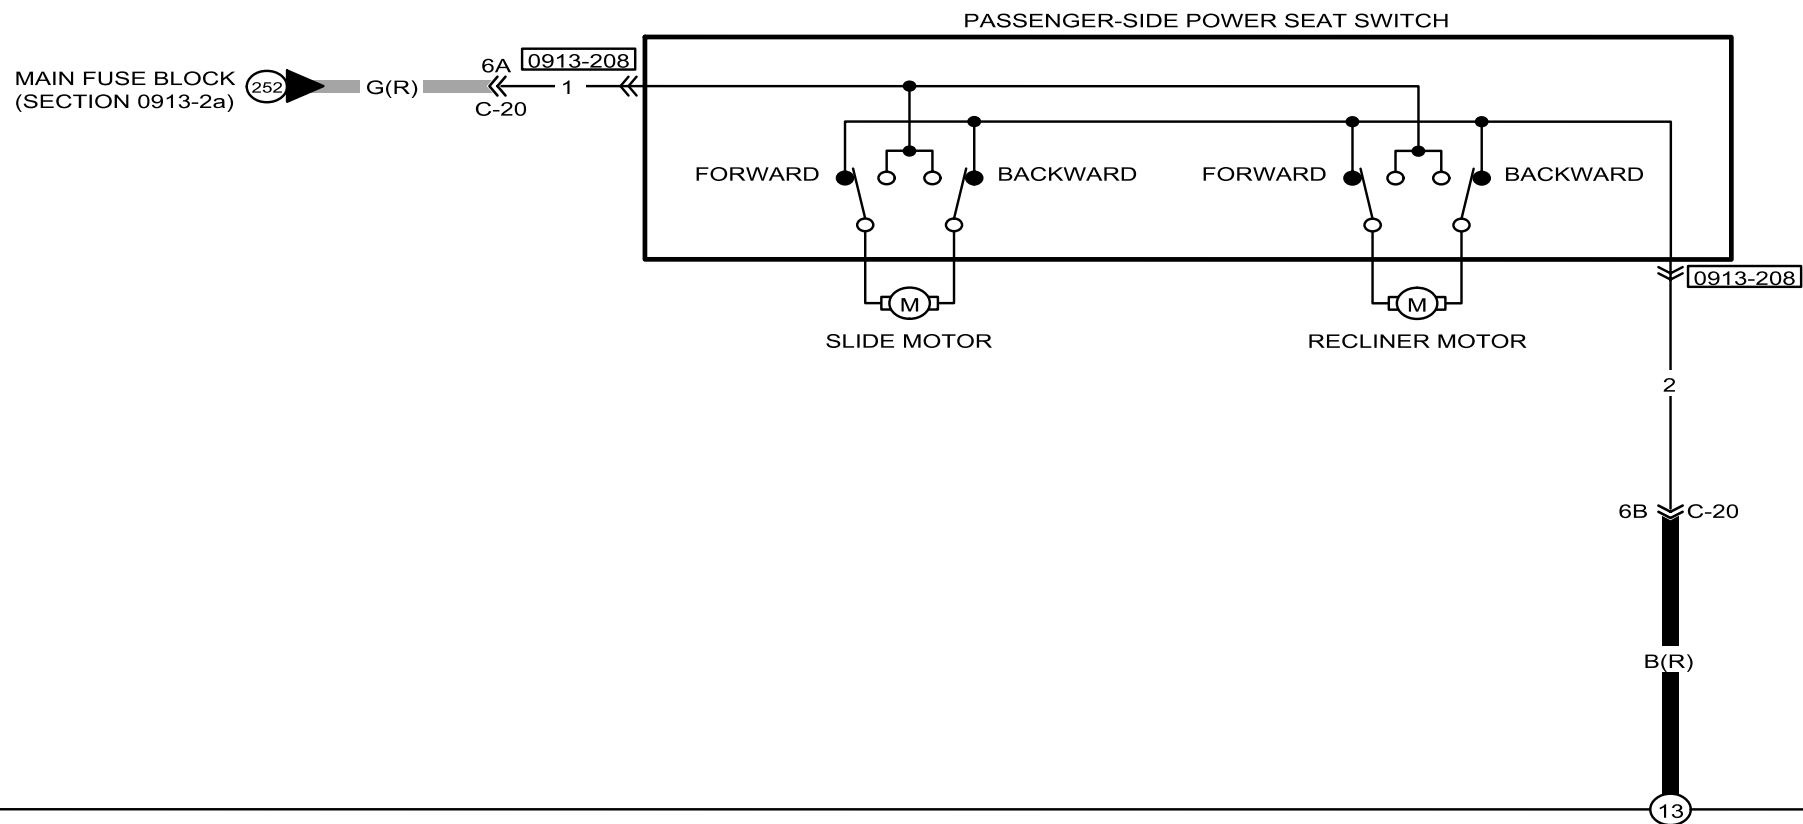 PASSENGER-SIDE POWER SEAT SWITCH
MAIN FUSE BLOCK
(SECTION 0913-2a)
252
G(R)
6A
C-20
0913-208
1
FORWARD
BACKWARD
FORWARD
BACKWARD
0913-208
M
M
SLIDE MOTOR
RECLINER MOTOR
2
6B
C-20
B(R)
13